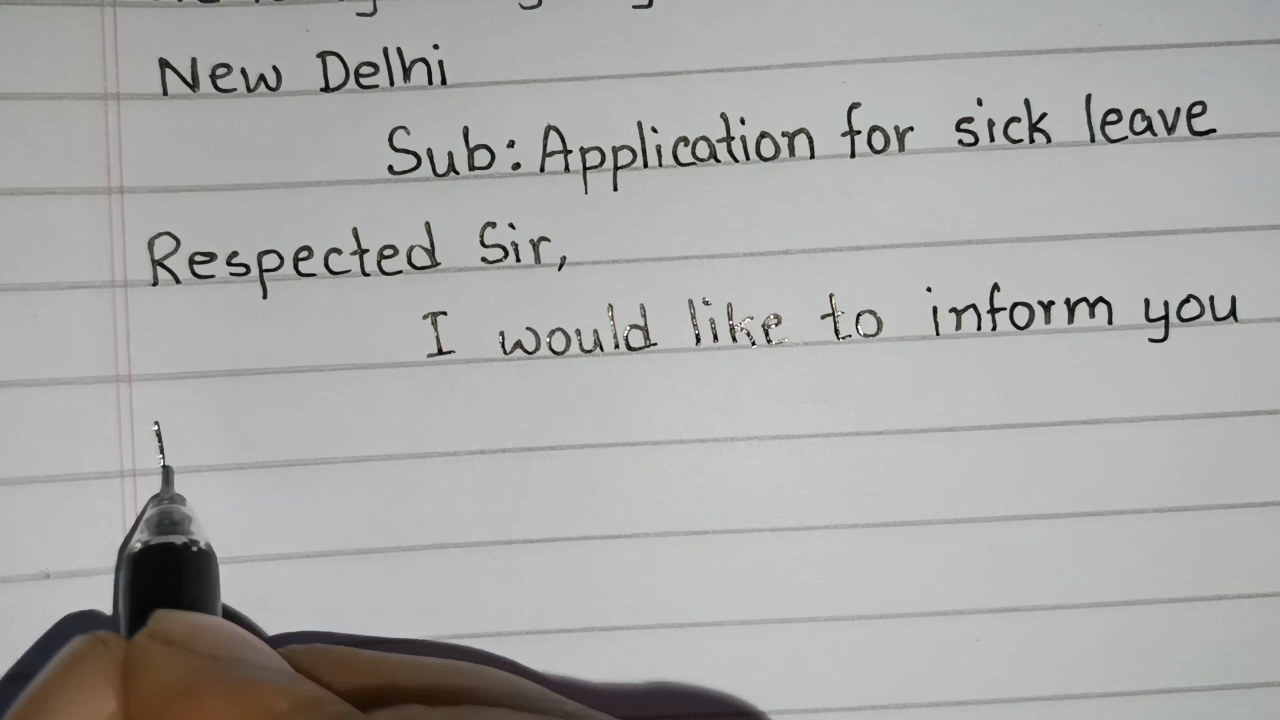 New Delhi
Sub: Application for sick leave
Respected Sir,
I would like to inform you